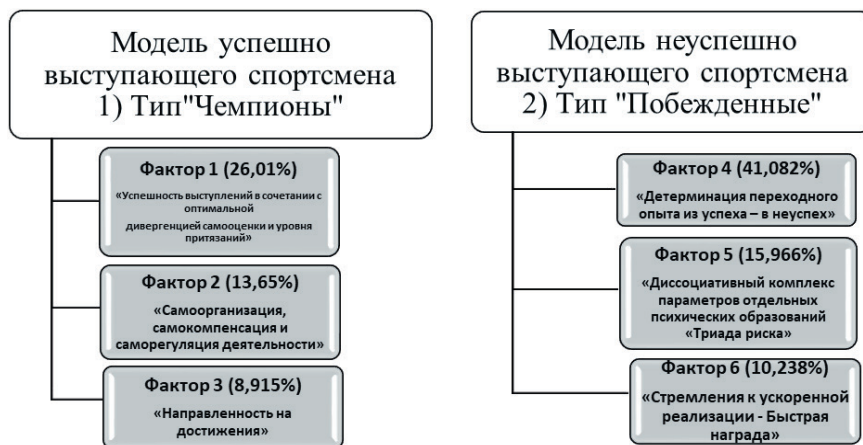 Модель успешно
выступающего спортсмена
1) Тип"Чемпионы"
Фактор 1 (26,01%)
«Успешность выступлений в сочетании с
оптимальной
дивергенцией самооценки и уровня
притязаний»
Фактор 2 (13,65%)
«Самоорганизация,
самокомпенсация и
саморегуляция деятельности»
Фактор 3 (8,915%)
«Направленность на
достижения»
Модель неуспешно
выступающего спортсмена
2) Тип "Побежденные"
Фактор 4 (41,082%)
«Детерминация переходного
опыта из успеха – в неуспех»
Фактор 5 (15,966%)
«Диссоциативный комплекс
параметров отдельных
психических образований
«Триада риска»
Фактор 6 (10,238%)
«Стремления к ускоренной
реализации - Быстрая
награда»